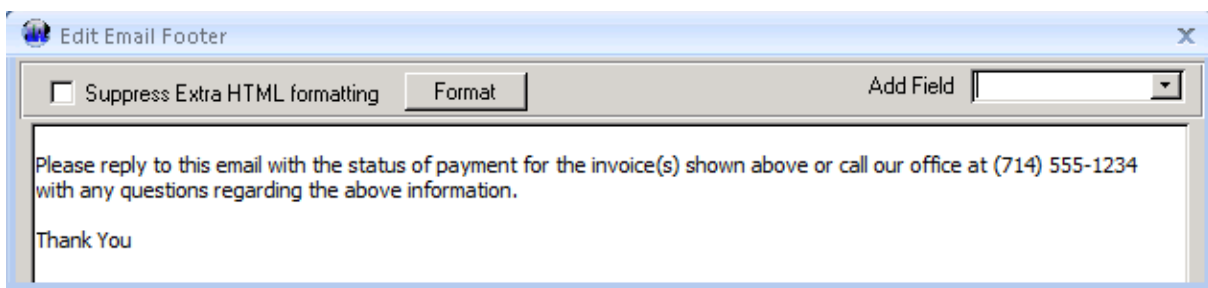 Edit Email Footer
X
Suppress Extra HTML formatting Format Add Field
Please reply to this email with the status of payment for the invoice(s) shown above or call our office at (714) 555-1234
with any questions regarding the above information.
Thank You